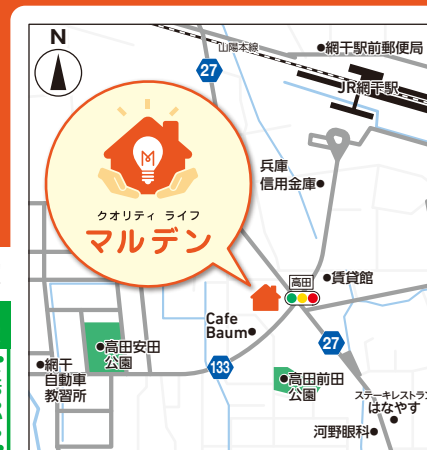 N
山陽本線
網干駅前郵便局
27
JR網干駅
兵庫
信用金庫
M
クオリティ ライフ
マルデン
高田
賃貸館
Cafe
Baum
27
高田安田
公園
133
網干
自動車
教習所
高田前田
公園
ステーキレストラン
はなやす
河野眼科